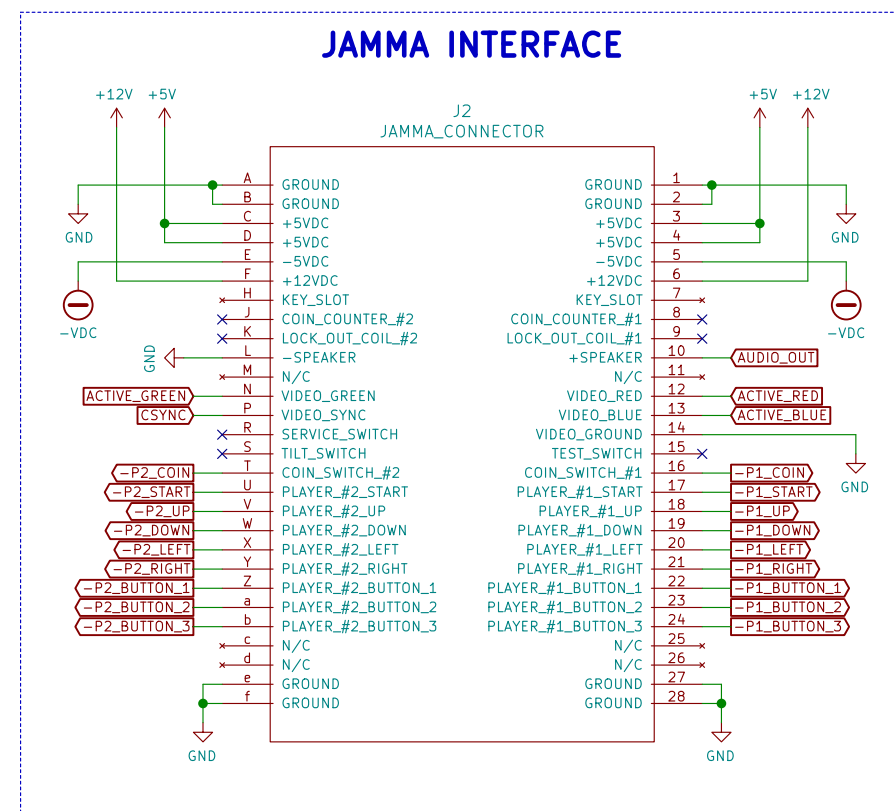 JAMMA INTERFACE
+12V +5V +5V +12V
J2
JAMMA_CONNECTOR
A GROUND GROUND 1
B GROUND GROUND 2
C +5VDC +5VDC 3
GND D +5VDC +5VDC 4 GND
E -5VDC -5VDC 5
F +12VDC +12VDC 6
H KEY_SLOT KEY_SLOT 7
J COIN_COUNTER_#2 COIN_COUNTER_#1 8
-VDC K LOCK_OUT_COIL_#2 LOCK_OUT_COIL_#1 9 -VDC
GND L -SPEAKER +SPEAKER 10 AUDIO_OUT
M N/C N/C 11
ACTIVE_GREEN N VIDEO_GREEN VIDEO_RED 12 ACTIVE_RED
CSYNC P VIDEO_SYNC VIDEO_BLUE 13 ACTIVE_BLUE
R SERVICE_SWITCH VIDEO_GROUND 14
S TILT_SWITCH TEST_SWITCH 15
-P2_COIN T COIN_SWITCH_#2 COIN_SWITCH_#1 16 -P1_COIN
-P2_START U PLAYER_#2_START PLAYER_#1_START 17 -P1_START GND
-P2_UP V PLAYER_#2_UP PLAYER_#1_UP 18 -P1_UP
-P2_DOWN W PLAYER_#2_DOWN PLAYER_#1_DOWN 19 -P1_DOWN
-P2_LEFT X PLAYER_#2_LEFT PLAYER_#1_LEFT 20 -P1_LEFT
-P2_RIGHT Y PLAYER_#2_RIGHT PLAYER_#1_RIGHT 21 -P1_RIGHT
-P2_BUTTON_1 Z PLAYER_#2_BUTTON_1 PLAYER_#1_BUTTON_1 22 -P1_BUTTON_1
-P2_BUTTON_2 a PLAYER_#2_BUTTON_2 PLAYER_#1_BUTTON_2 23 -P1_BUTTON_2
-P2_BUTTON_3 b PLAYER_#2_BUTTON_3 PLAYER_#1_BUTTON_3 24 -P1_BUTTON_3
c N/C N/C 25
d N/C N/C 26
e GROUND GROUND 27
f GROUND GROUND 28
GND GND